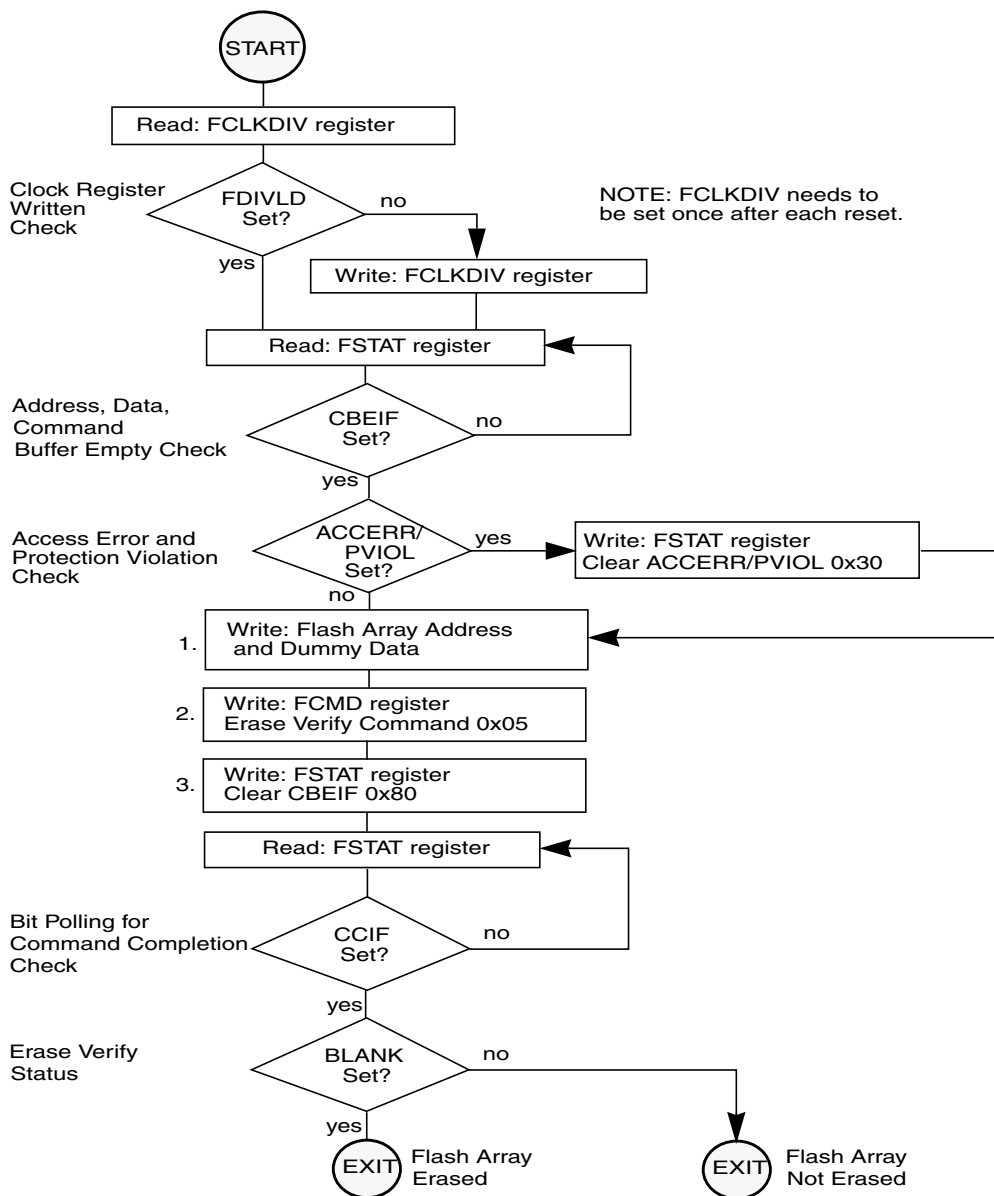 START
Read: FCLKDIV register
Clock Register
Written
Check
FDIVLD
Set?
no
yes
NOTE: FCLKDIV needs to
be set once after each reset.
Write: FCLKDIV register
Read: FSTAT register
Address, Data,
Command
Buffer Empty Check
CBEIF
Set?
no
yes
Access Error and
Protection Violation
Check
ACCERR/
PVIOL
Set?
yes
no
Write: FSTAT register
Clear ACCERR/PVIOL 0x30
1.
Write: Flash Array Address
and Dummy Data
2.
Write: FCMD register
Erase Verify Command 0x05
3.
Write: FSTAT register
Clear CBEIF 0x80
Read: FSTAT register
Bit Polling for
Command Completion
Check
CCIF
Set?
no
yes
Erase Verify
Status
BLANK
Set?
no
yes
EXIT
Flash Array
Erased
EXIT
Flash Array
Not Erased